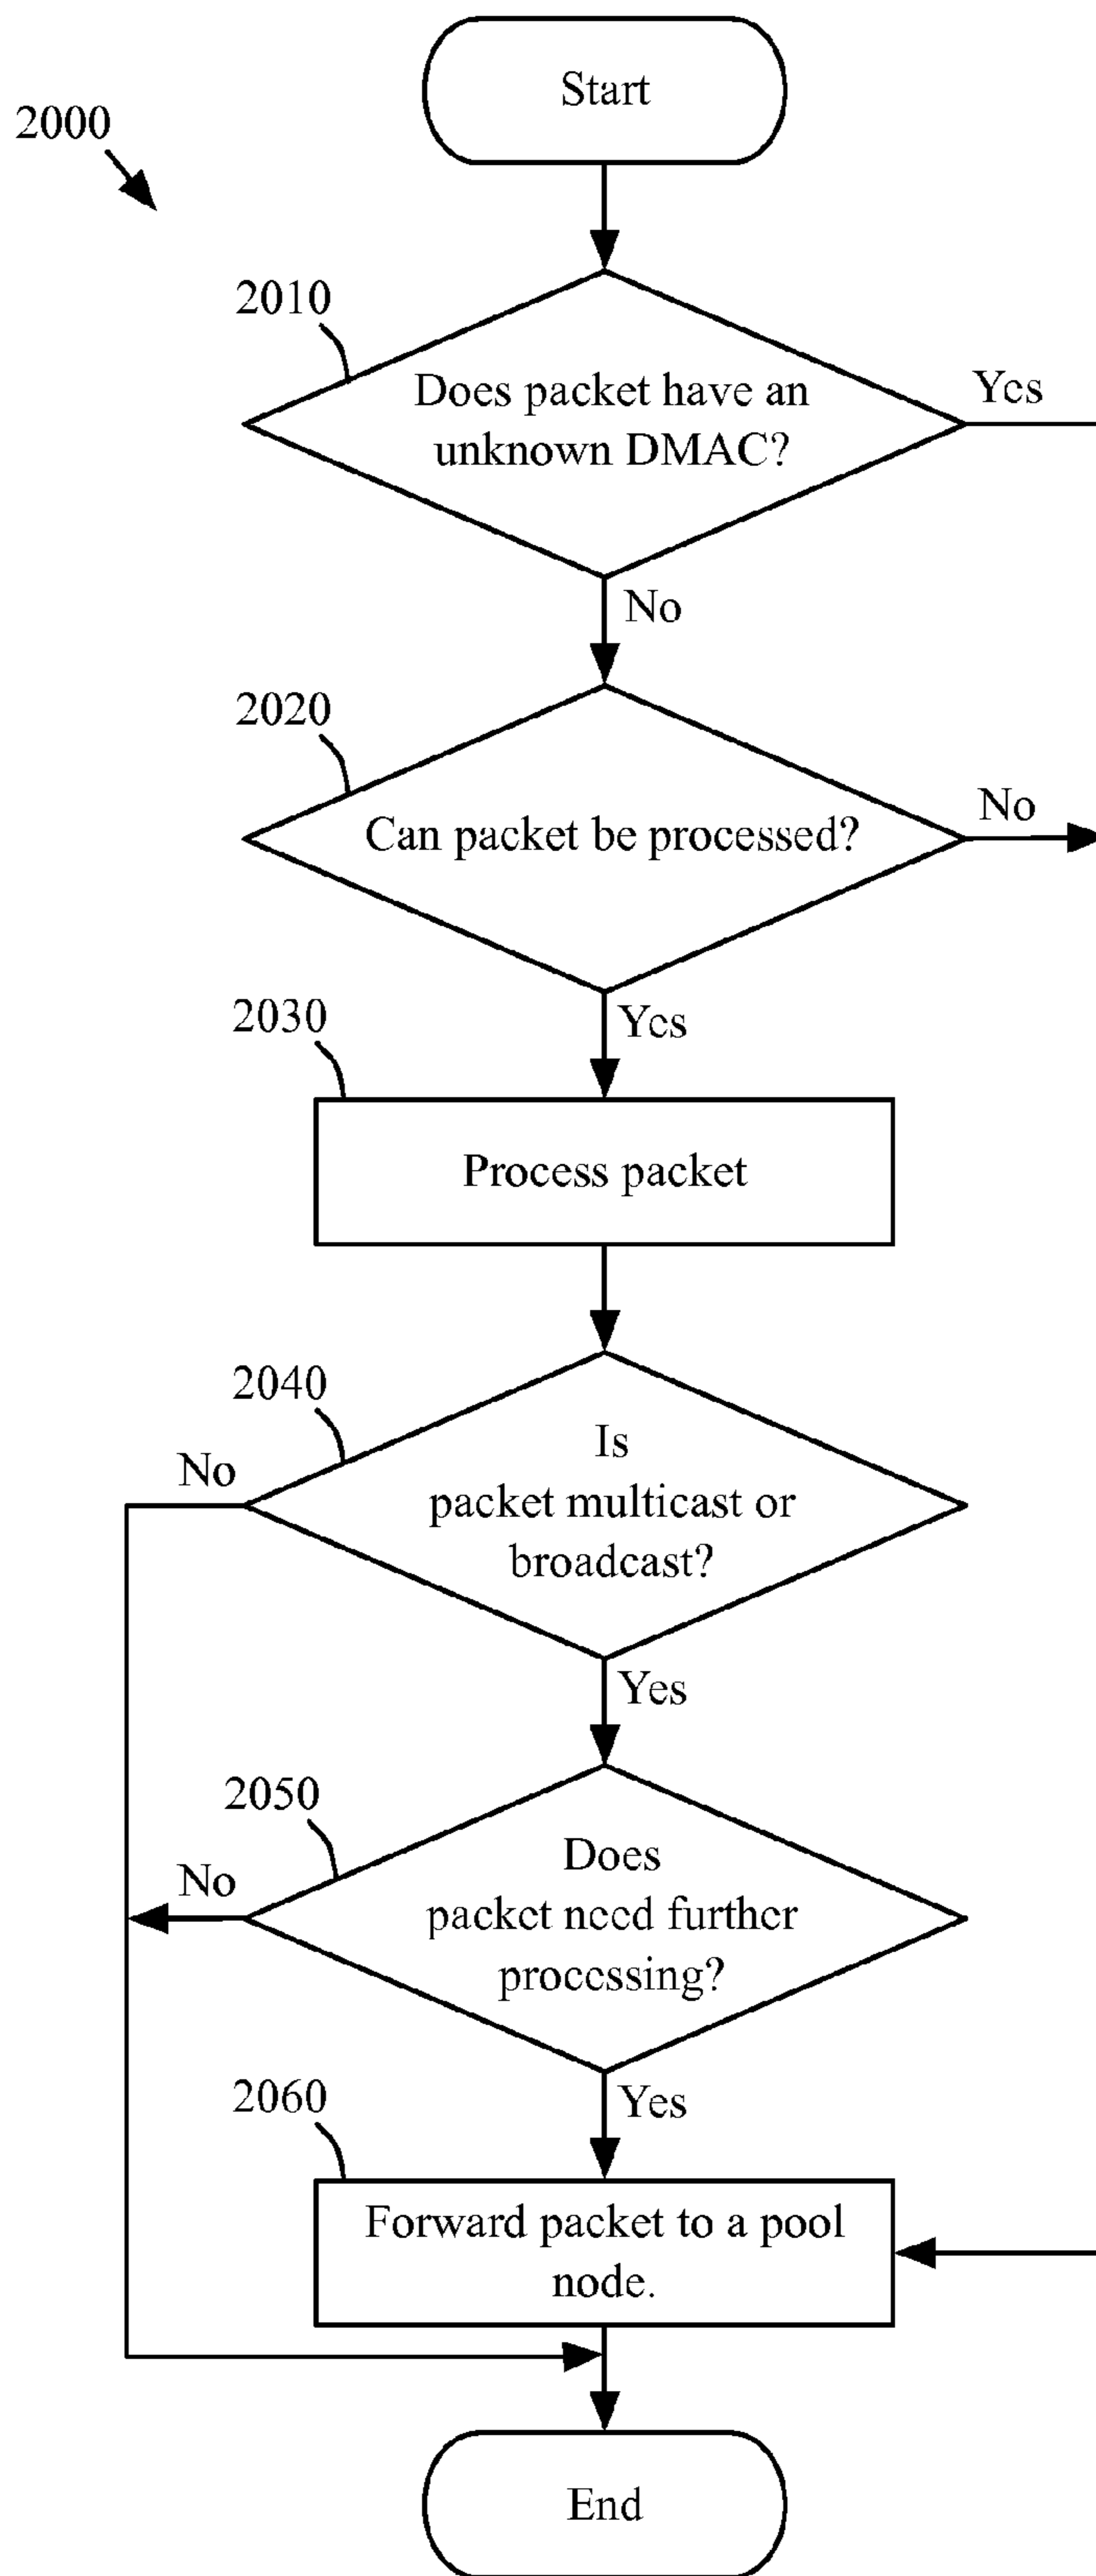 Start
2000
2010
Does packet have an
unknown DMAC?
Yes
No
2020
Can packet be processed?
No
Yes
2030
Process packet
2040
No
Is
packet multicast or
broadcast?
Yes
2050
No
Does
packet need further
processing?
Yes
2060
Forward packet to a pool
node.
End